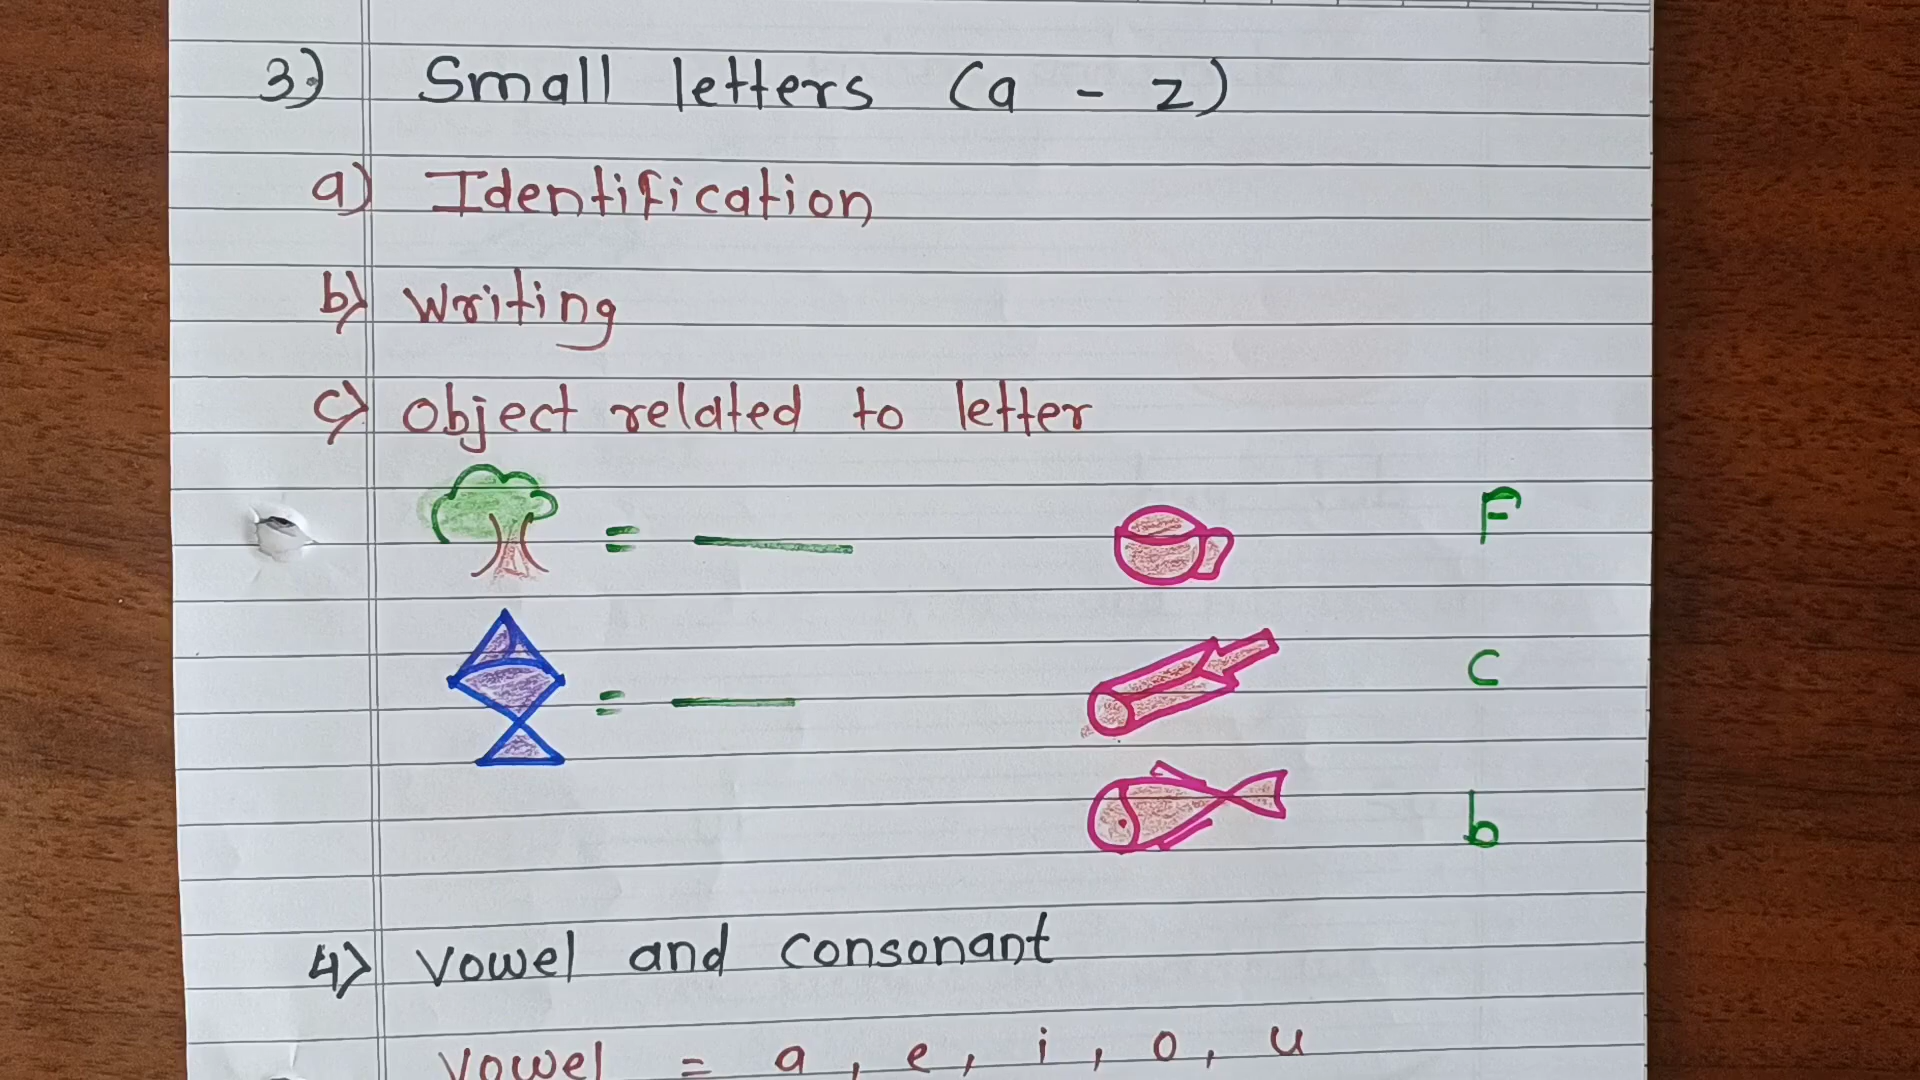 3) Small letters (a - z)
a) Identification
b) Writing
c) Object related to letter
= ___ F
= ___ c
b
4) Vowel and consonant
Vowel = a, e, i, o, u